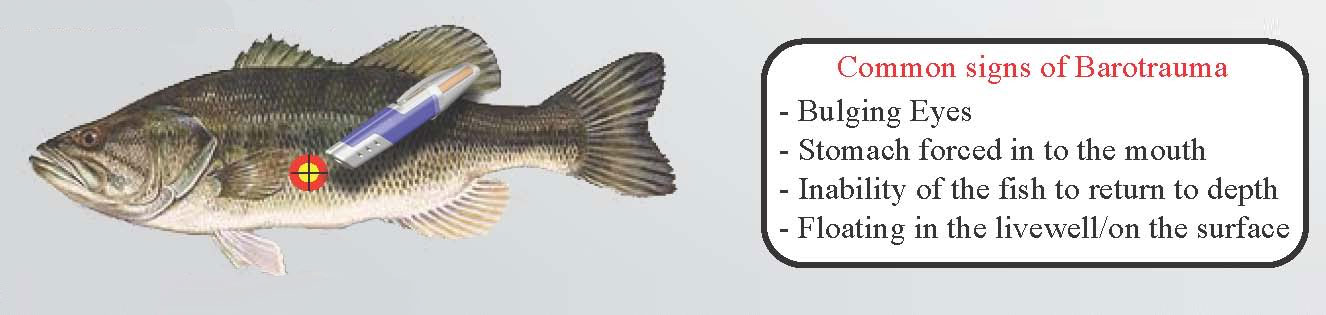 Common signs of Barotrauma
- Bulging Eyes
- Stomach forced in to the mouth
- Inability of the fish to return to depth
- Floating in the livewell/on the surface